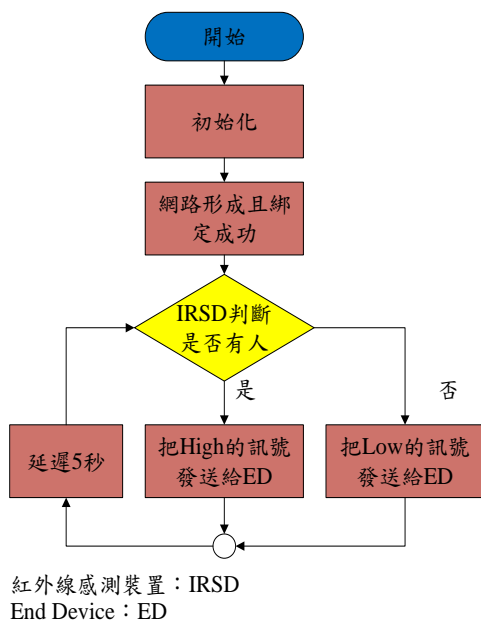 開始
初始化
網路形成且綁
定成功
IRSD判斷
是否有人
是
否
延遲5秒
把High的訊號
發送給ED
把Low的訊號
發送給ED
紅外線感測裝置：IRSD
End Device：ED